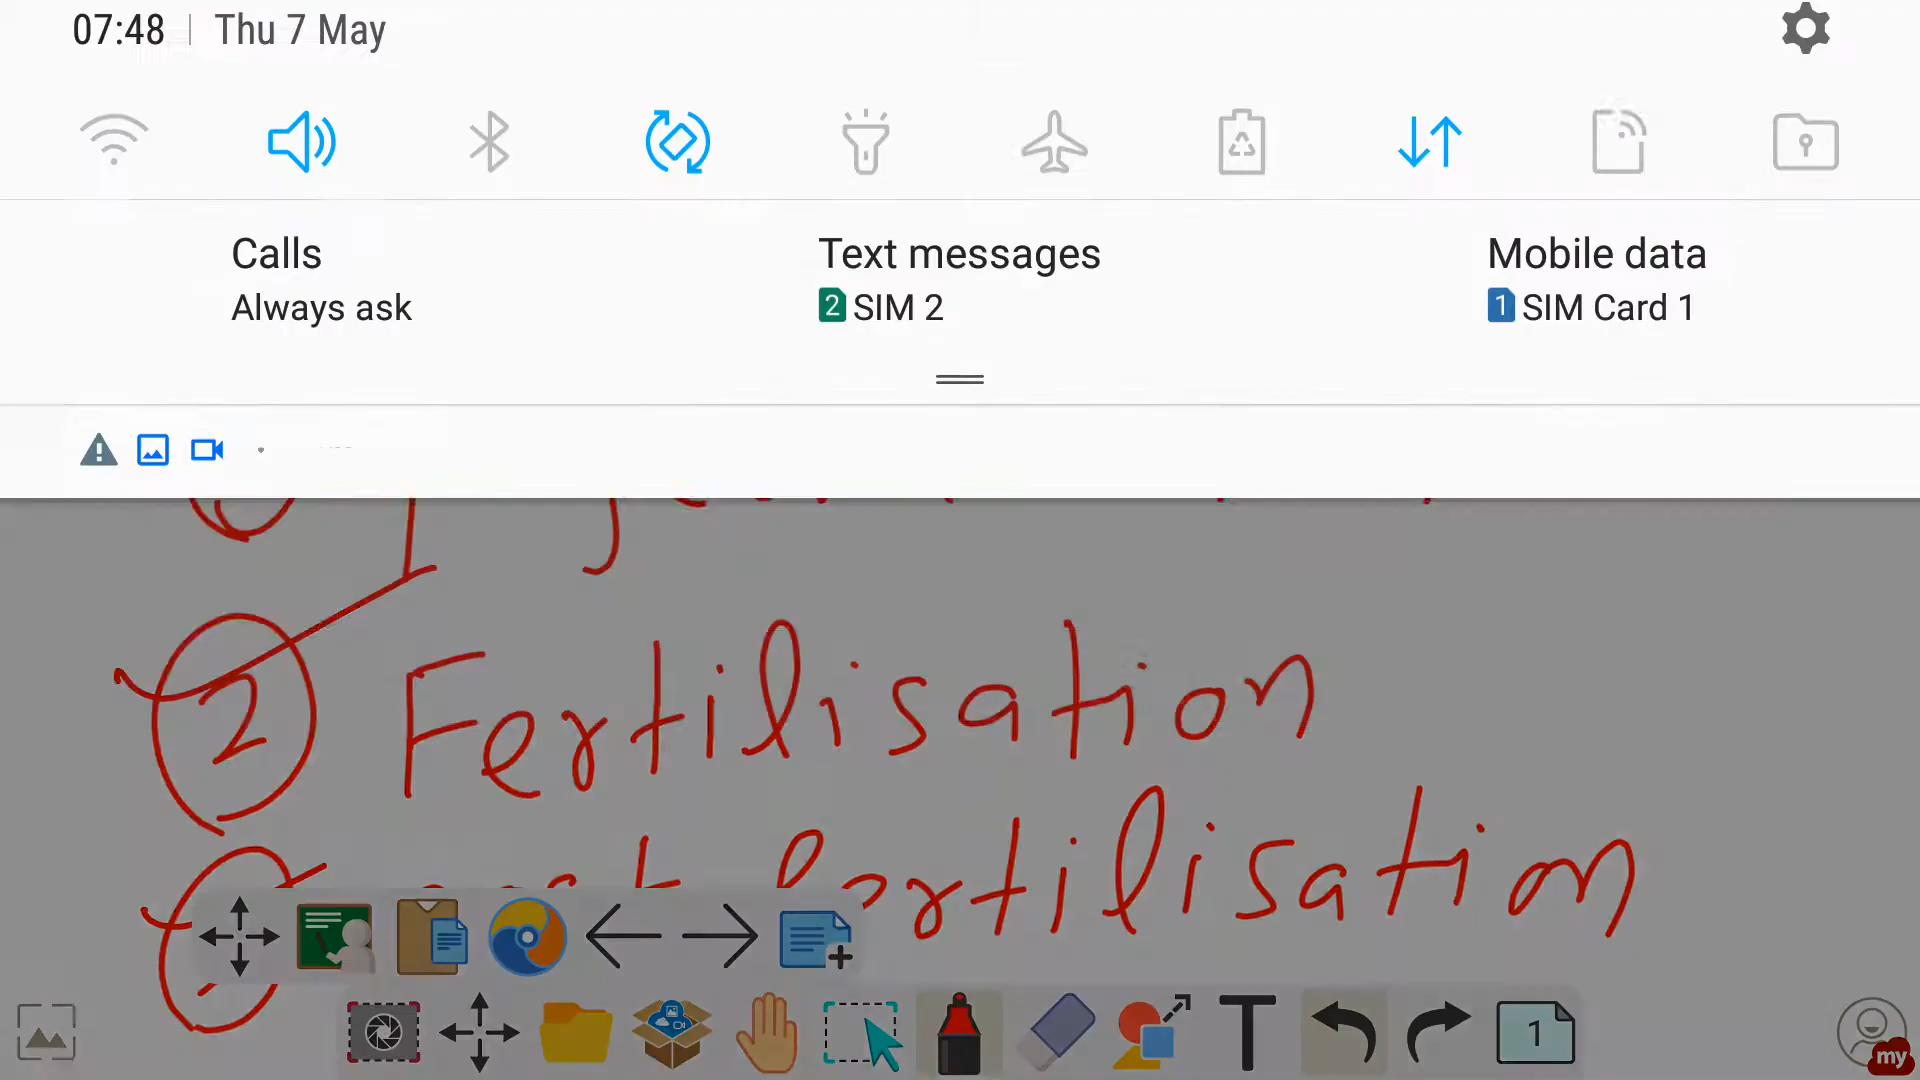 07:48 | Thu 7 May
Calls
Always ask
Text messages
2 SIM 2
Mobile data
1 SIM Card 1
2 Fertilisation
fertilisation
1
my